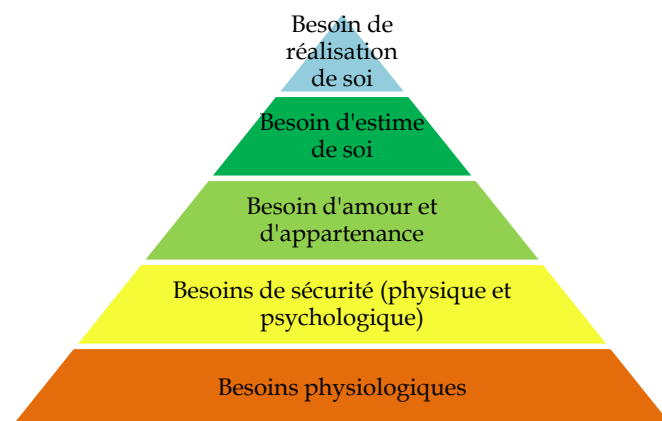 Besoin de
réalisation
de soi
Besoin d'estime
de soi
Besoin d'amour et
d'appartenance
Besoins de sécurité (physique et
psychologique)
Besoins physiologiques